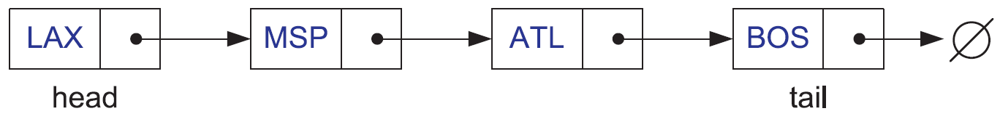 LAX MSP ATL BOS ∅
head tail